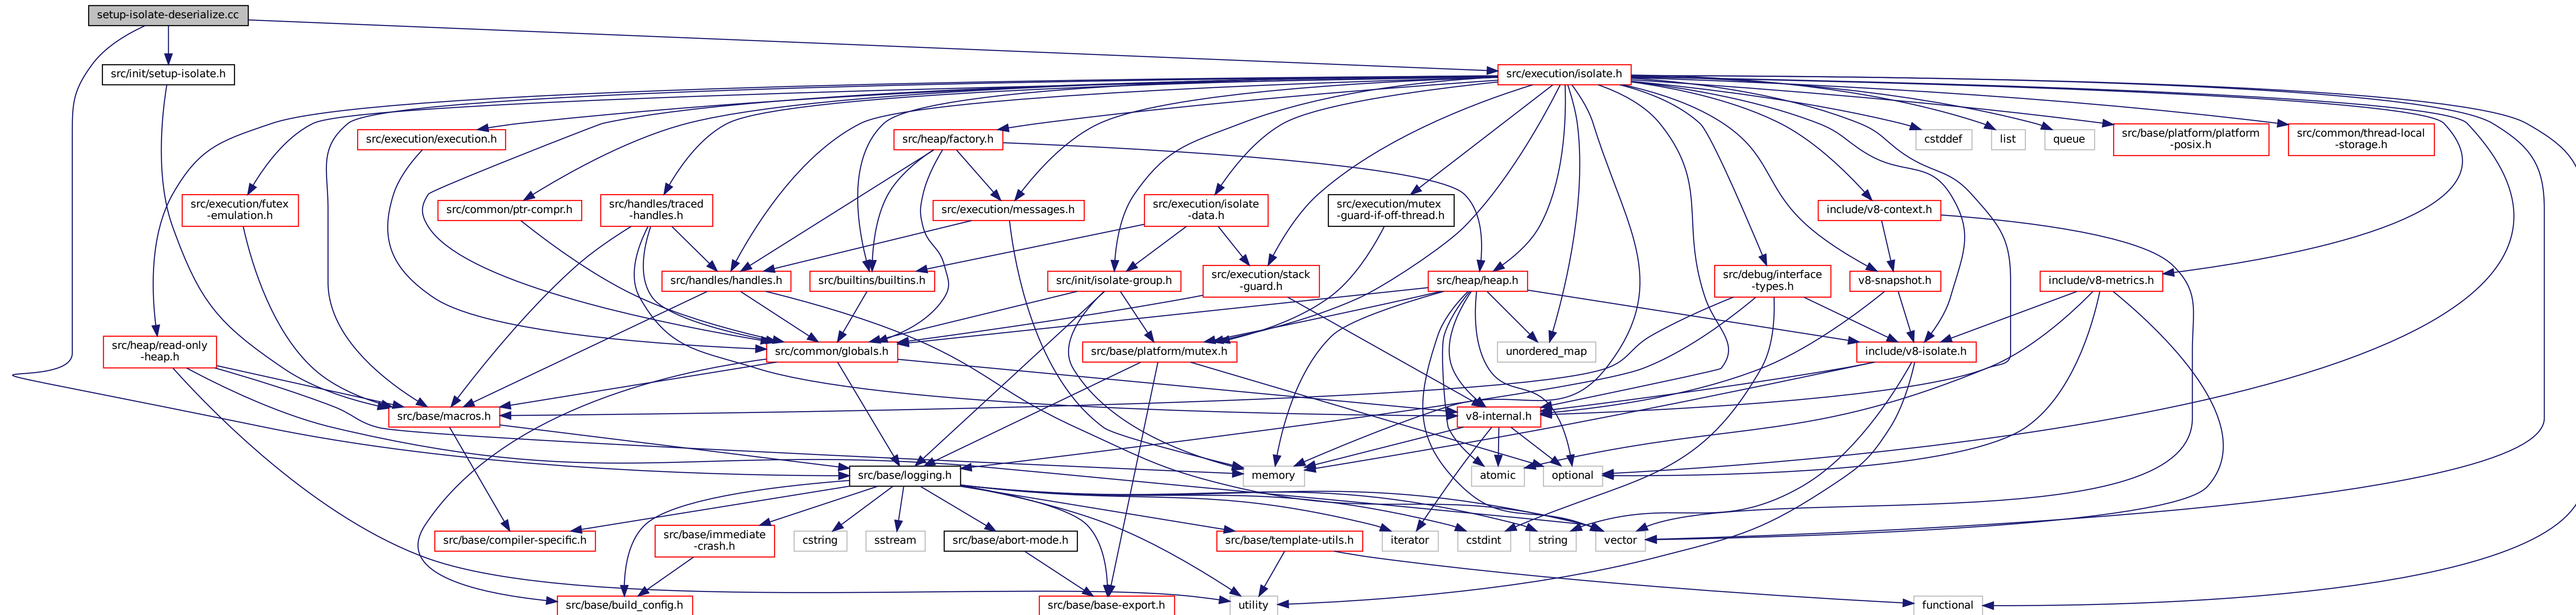 setup-isolate-deserialize.cc
src/init/setup-isolate.h
src/execution/isolate.h
src/execution/execution.h
src/heap/factory.h
cstddef
list
queue
src/base/platform/platform
-posix.h
src/common/thread-local
-storage.h
src/execution/futex
-emulation.h
src/common/ptr-compr.h
src/handles/traced
-handles.h
src/execution/messages.h
src/execution/isolate
-data.h
src/execution/mutex
-guard-if-off-thread.h
include/v8-context.h
src/handles/handles.h
src/builtins/builtins.h
src/init/isolate-group.h
src/execution/stack
-guard.h
src/heap/heap.h
src/debug/interface
-types.h
v8-snapshot.h
include/v8-metrics.h
src/heap/read-only
-heap.h
src/common/globals.h
src/base/platform/mutex.h
unordered_map
include/v8-isolate.h
src/base/macros.h
v8-internal.h
src/base/logging.h
memory
atomic
optional
src/base/compiler-specific.h
src/base/immediate
-crash.h
cstring
sstream
src/base/abort-mode.h
src/base/template-utils.h
iterator
cstdint
string
vector
src/base/build_config.h
src/base/base-export.h
utility
functional